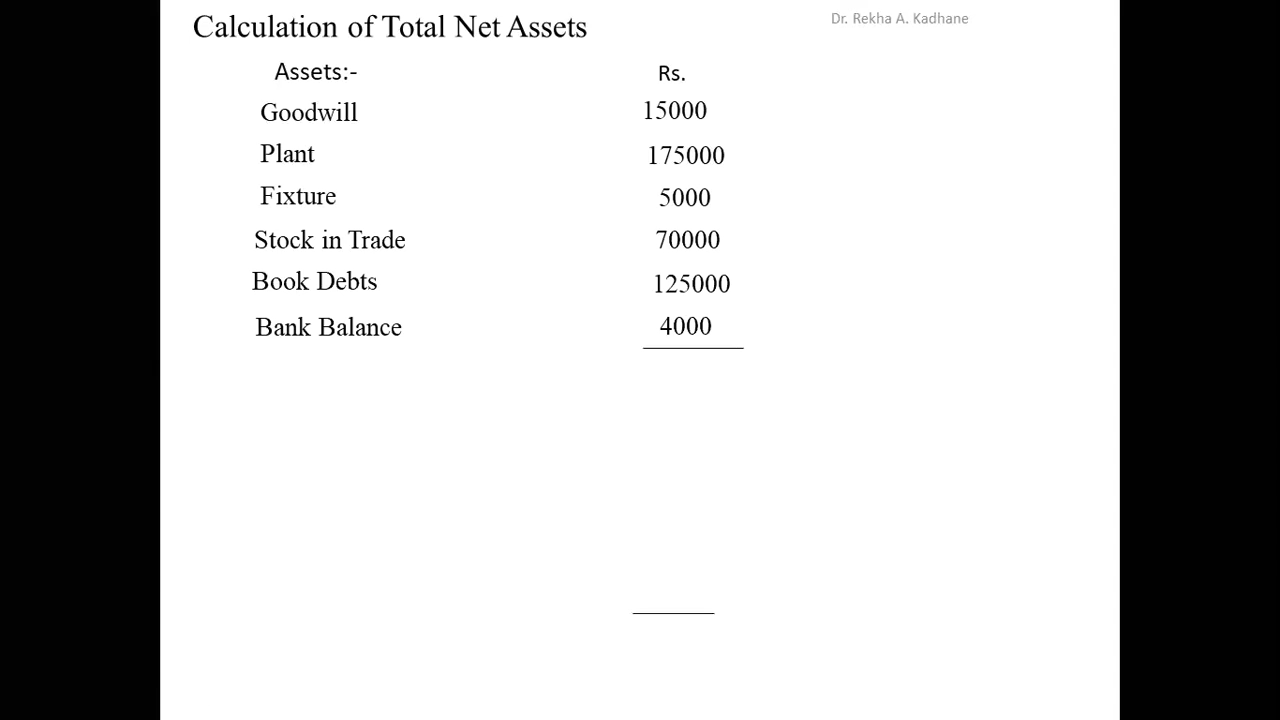 Calculation of Total Net Assets
Dr. Rekha A. Kadhane
Assets:- Rs.
Goodwill 15000
Plant 175000
Fixture 5000
Stock in Trade 70000
Book Debts 125000
Bank Balance 4000